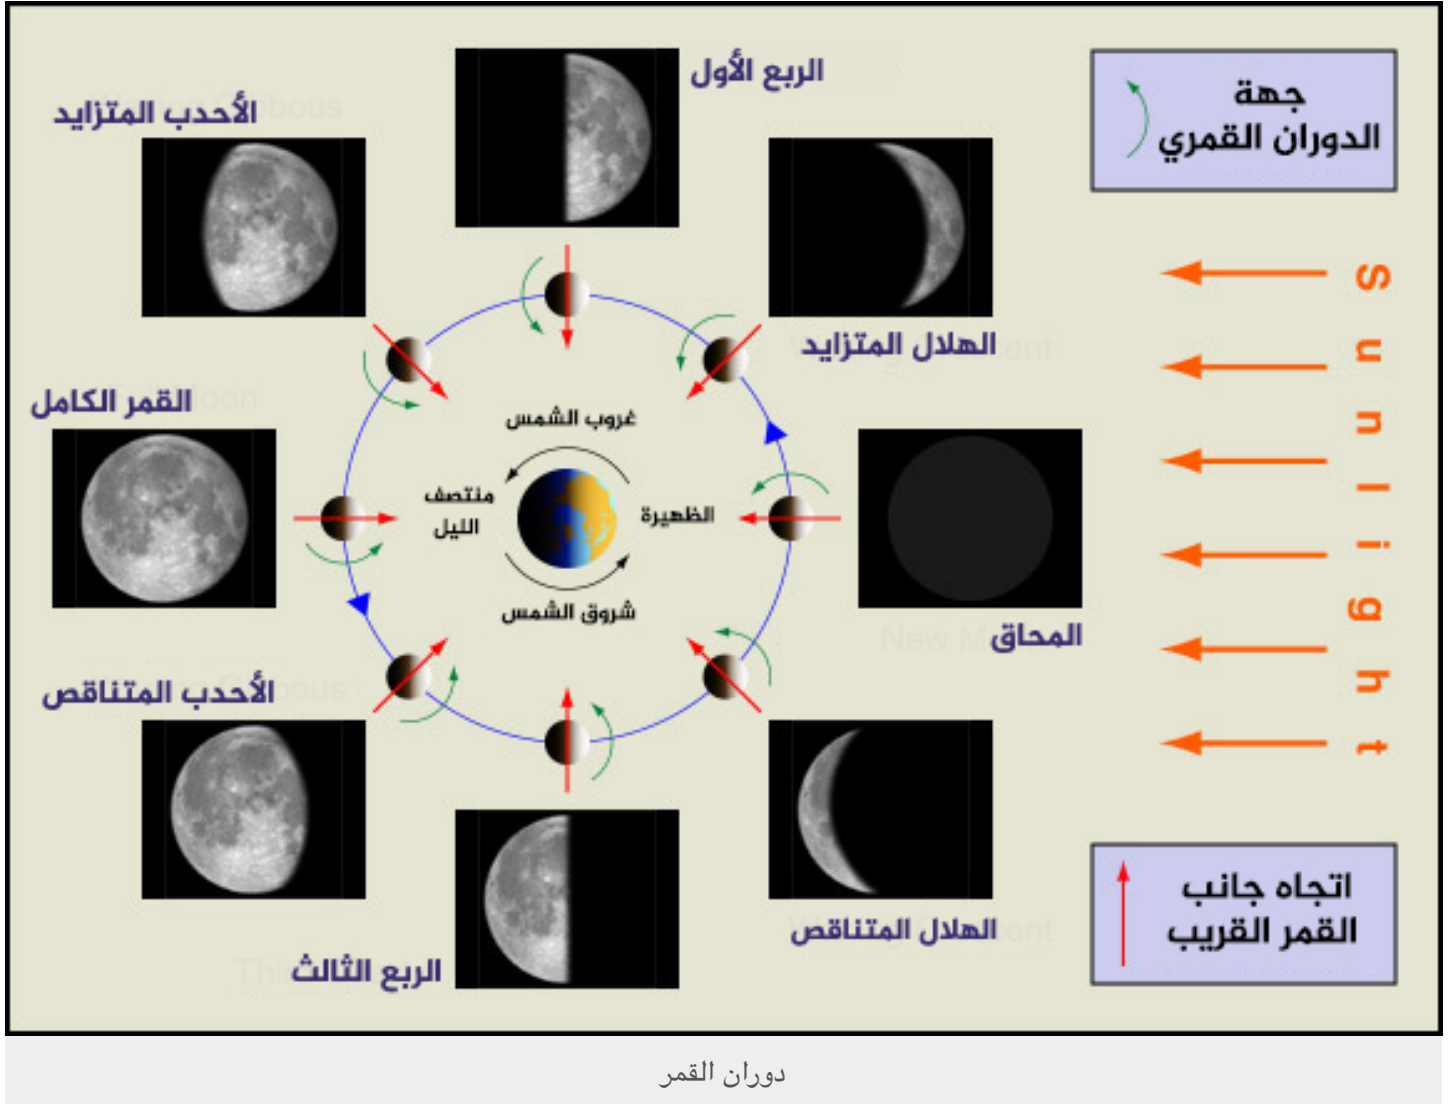 الربع الأول
الأحدب المتزايد
جهة
الدوران القمري
الهلال المتزايد
القمر الكامل
غروب الشمس
منتصف
الليل
الظهيرة
شروق الشمس
المحاق
Sunlight
الأحدب المتناقص
الهلال المتناقص
الربع الثالث
اتجاه جانب
القمر القريب
دوران القمر